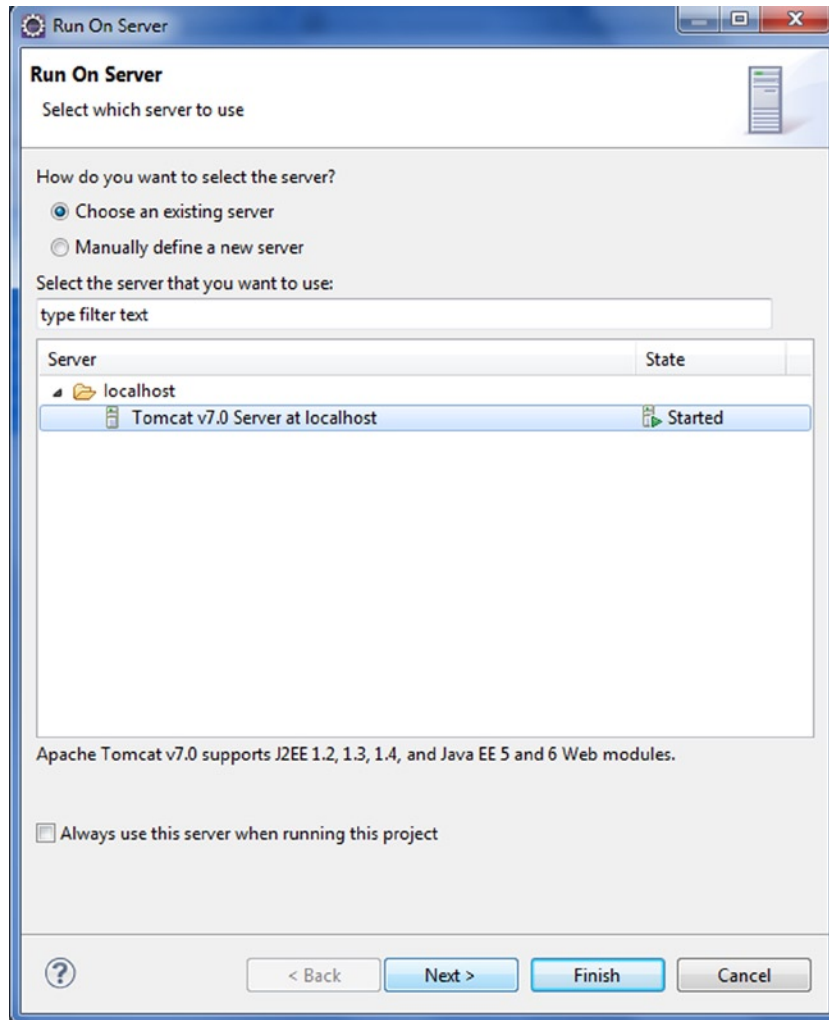 Run On Server
Run On Server
Select which server to use
How do you want to select the server?
Choose an existing server
Manually define a new server
Select the server that you want to use:
type filter text
Server State
localhost
Tomcat v7.0 Server at localhost Started
Apache Tomcat v7.0 supports J2EE 1.2, 1.3, 1.4, and Java EE 5 and 6 Web modules.
Always use this server when running this project
? < Back Next > Finish Cancel